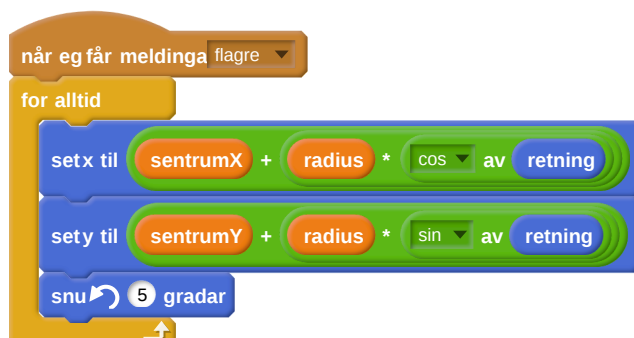 når eg får meldinga flagre
for alltid
set x til sentrumX + radius * cos av retning
set y til sentrumY + radius * sin av retning
snu 5 gradar